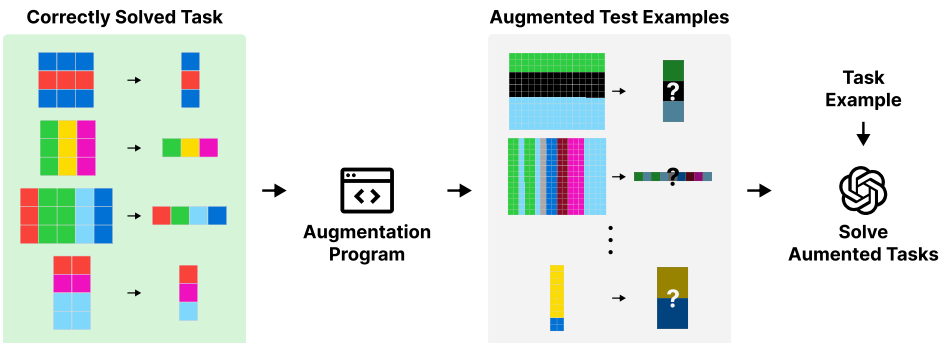 Correctly Solved Task
Augmented Test Examples
?
Task
Example
?
Augmentation
Program
Solve
Aumented Tasks
?